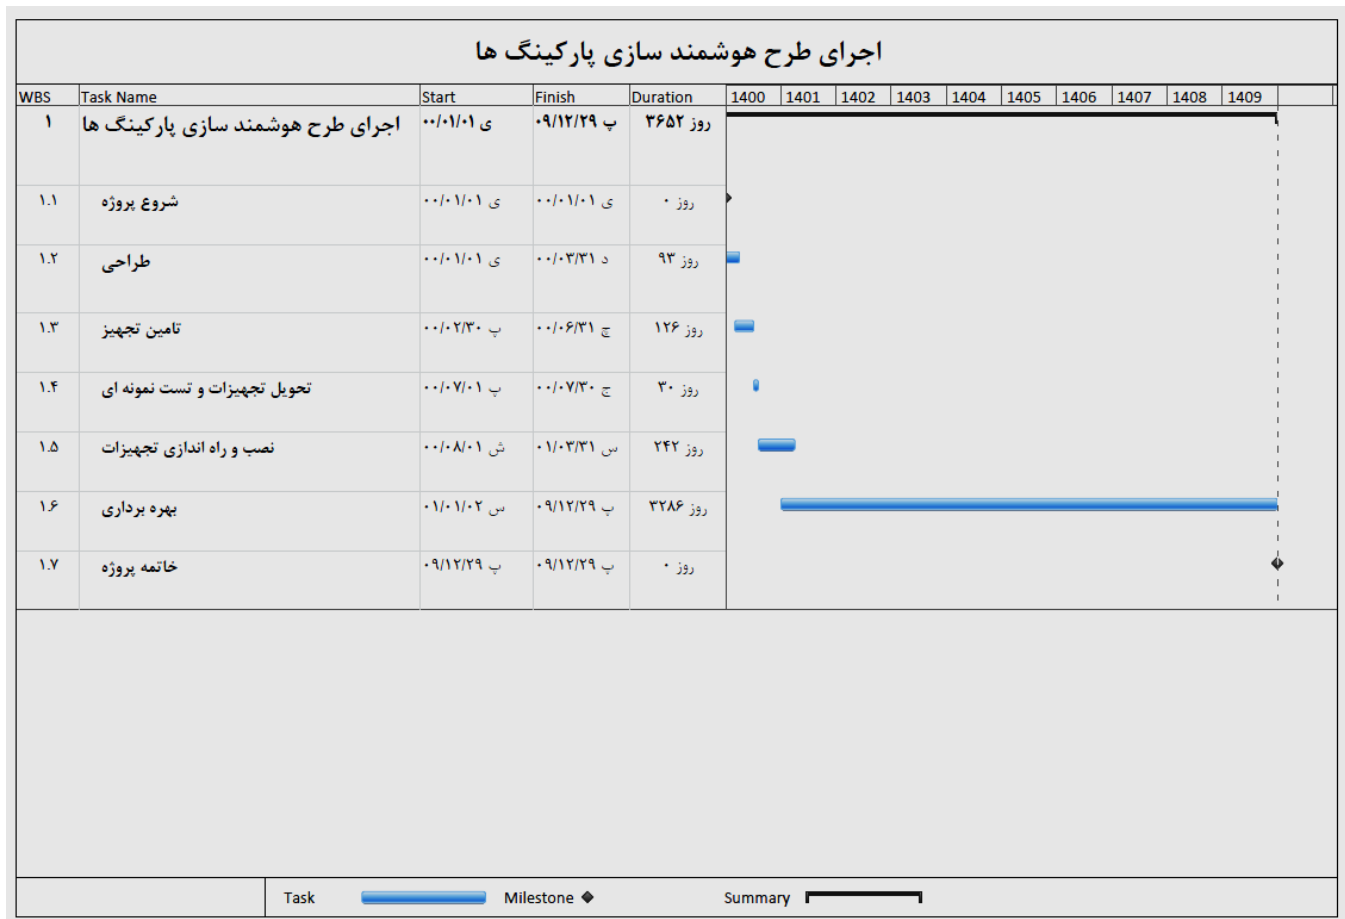 اجرای طرح هوشمند سازی پارکینگ ها
WBS Task Name Start Finish Duration 1400 1401 1402 1403 1404 1405 1406 1407 1408 1409
۱ اجرای طرح هوشمند سازی پارکینگ ها ی ۰۰/۰۱/۰۱ پ ۰۹/۱۲/۲۹ ۳۶۵۲ روز
۱.۱ شروع پروژه ی ۰۰/۰۱/۰۱ ی ۰۰/۰۱/۰۱ ۰ روز
۱.۲ طراحی ی ۰۰/۰۱/۰۱ د ۰۰/۰۳/۳۱ ۹۳ روز
۱.۳ تامین تجهیز پ ۰۰/۰۲/۳۰ چ ۰۰/۰۶/۳۱ ۱۲۶ روز
۱.۴ تحویل تجهیزات و تست نمونه ای پ ۰۰/۰۷/۰۱ ج ۰۰/۰۷/۳۰ ۳۰ روز
۱.۵ نصب و راه اندازی تجهیزات ش ۰۰/۰۸/۰۱ س ۰۱/۰۳/۳۱ ۲۴۲ روز
۱.۶ بهره برداری س ۰۱/۰۱/۰۲ پ ۰۹/۱۲/۲۹ ۳۲۸۶ روز
۱.۷ خاتمه پروژه پ ۰۹/۱۲/۲۹ پ ۰۹/۱۲/۲۹ ۰ روز
Task Milestone Summary